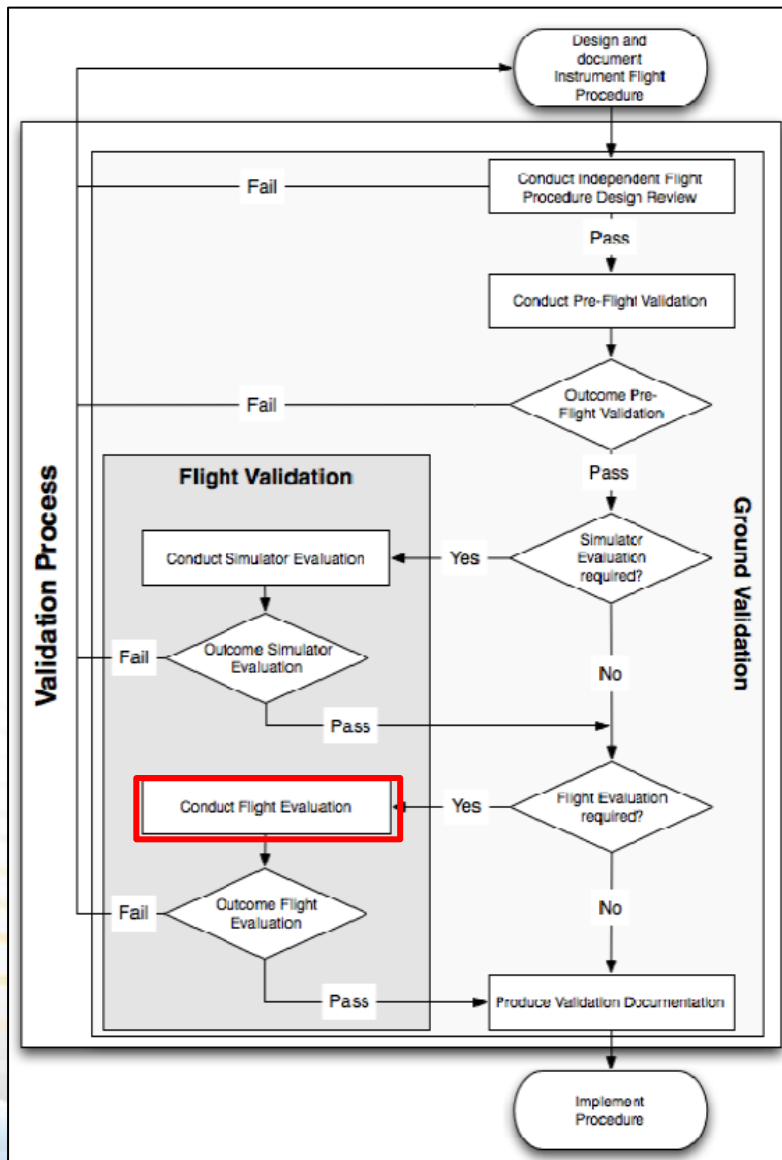 Design and
document
Instrument Flight
Procedure
Conduct Independent Flight
Procedure Design Review
Fail
Pass
Conduct Pre-Flight Validation
Outcome Pre-
Flight Validation
Fail
Pass
Flight Validation
Validation Process
Ground Validation
Simulator
Evaluation
required?
Yes
Conduct Simulator Evaluation
Outcome Simulator
Evaluation
Fail
No
Pass
Flight Evaluation
required?
Yes
Conduct Flight Evaluation
Outcome Flight
Evaluation
Fail
No
Pass
Produce Validation Documentation
Implement
Procedure